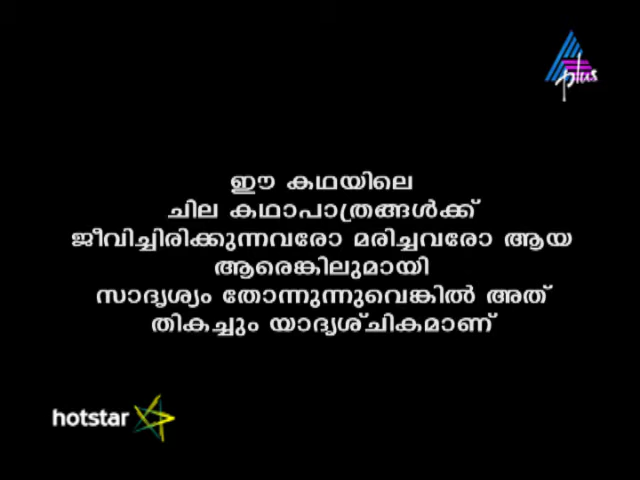 plus
ഈ കഥയിലെ
ചില കഥാപാത്രങ്ങൾക്ക്
ജീവിച്ചിരിക്കുന്നവരോ മരിച്ചവരോ ആയ
ആരെങ്കിലുമായി
സാദൃശ്യം തോന്നുന്നുവെങ്കിൽ അത്
തികച്ചും യാദൃശ്ചികമാണ്
hotstar